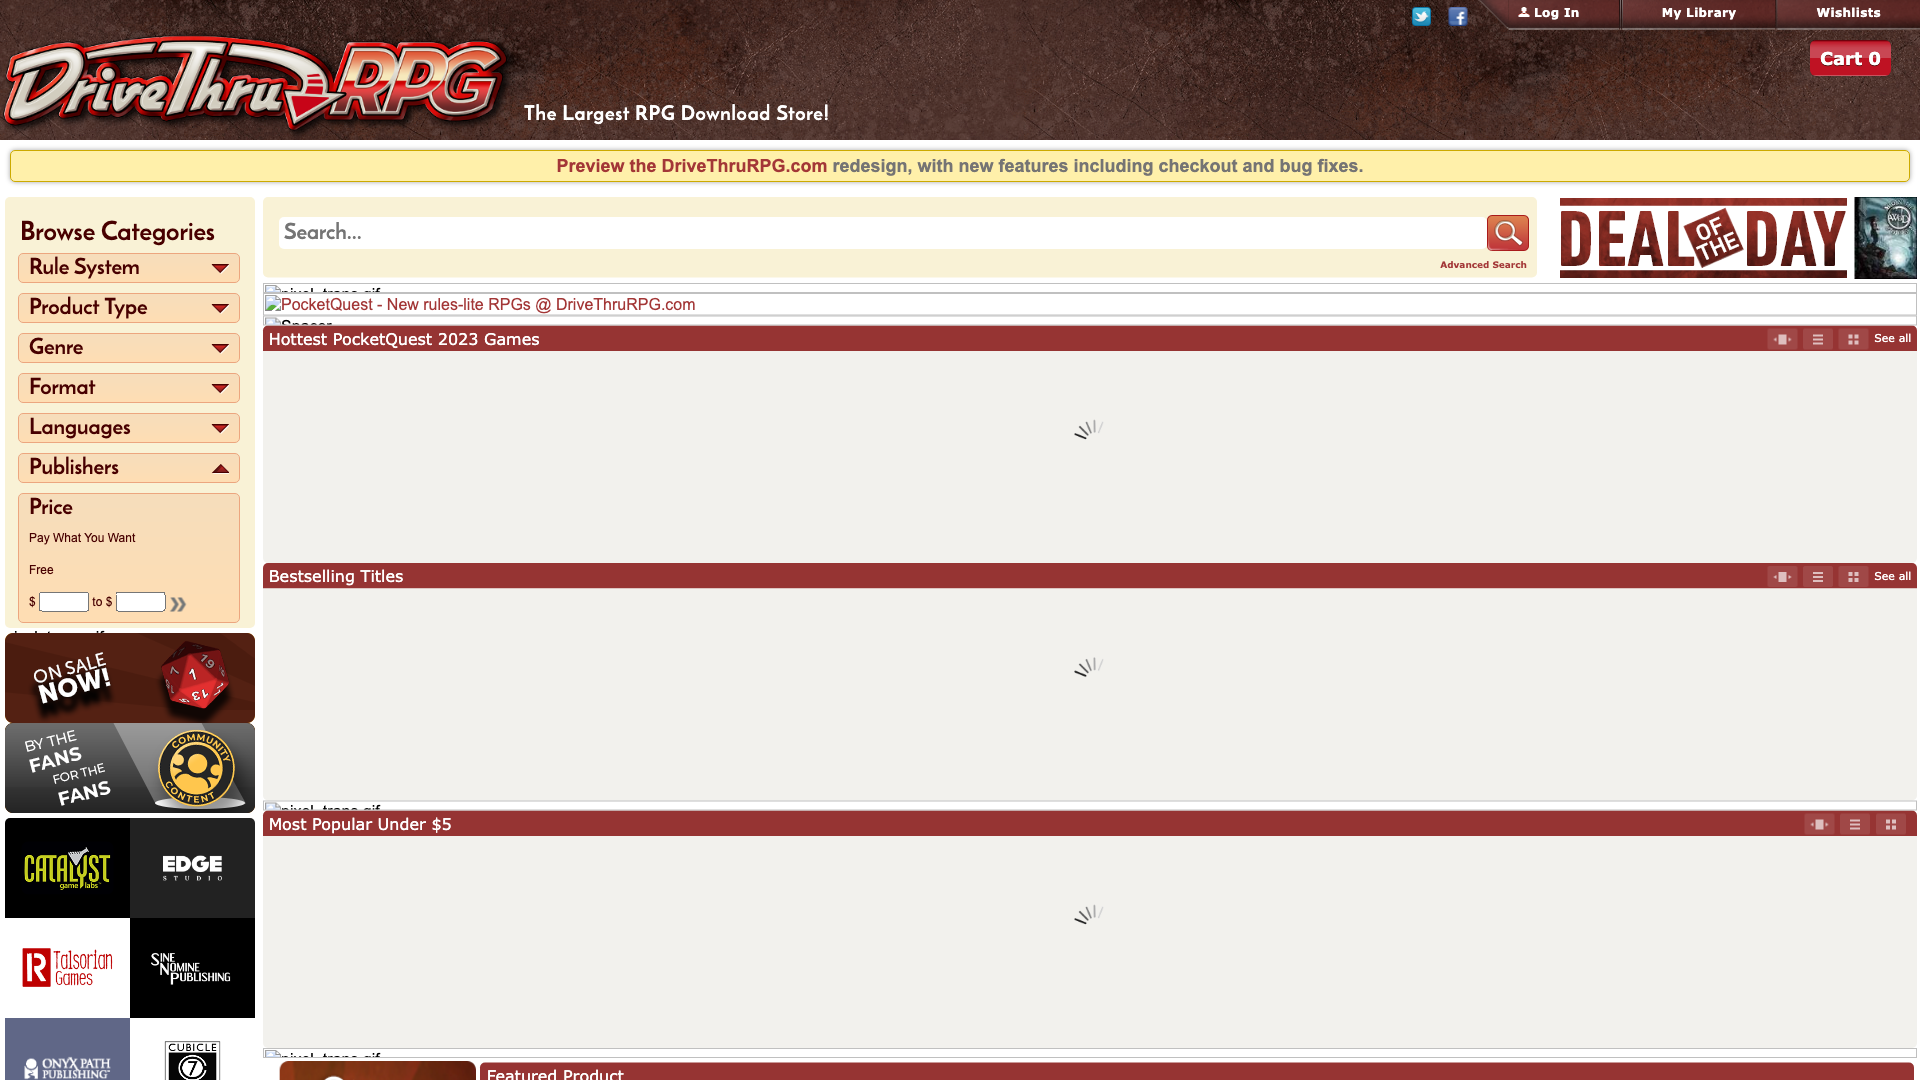 Log In
My Library
Wishlists
Cart 0
DriveThruRPG
The Largest RPG Download Store!
Preview the DriveThruRPG.com redesign, with new features including checkout and bug fixes.
Browse Categories
Rule System
Product Type
Genre
Format
Languages
Publishers
Price
Pay What You Want
Free
$ to $
ON SALE
NOW!
BY THE
FANS
FOR THE
FANS
COMMUNITY
CONTENT
CATALYST
game labs
EDGE
STUDIO
R Talsorian
Games
SINE
NOMINE
PUBLISHING
ONYX PATH
PUBLISHING
CUBICLE
7
Search...
Advanced Search
DEAL OF THE DAY
PocketQuest - New rules-lite RPGs @ DriveThruRPG.com
Hottest PocketQuest 2023 Games
See all
Bestselling Titles
See all
Most Popular Under $5
Featured Product